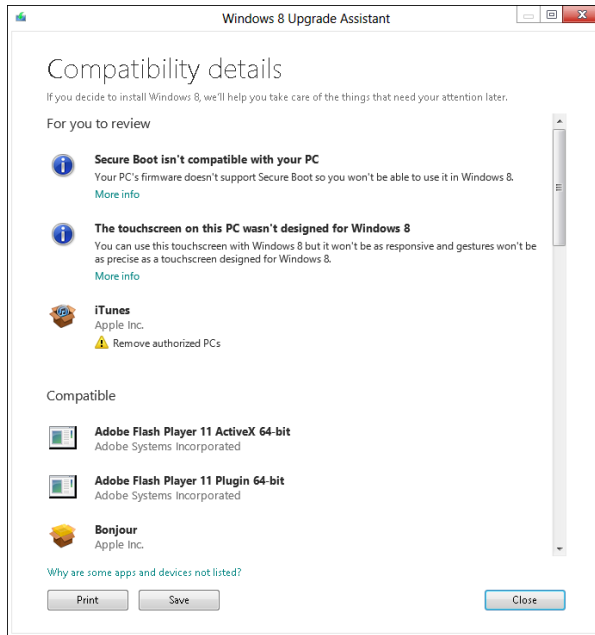 Windows 8 Upgrade Assistant
Compatibility details
If you decide to install Windows 8, we'll help you take care of the things that need your attention later.
For you to review
Secure Boot isn't compatible with your PC
Your PC's firmware doesn't support Secure Boot so you won't be able to use it in Windows 8.
More info
The touchscreen on this PC wasn't designed for Windows 8
You can use this touchscreen with Windows 8 but it won't be as responsive and gestures won't be
as precise as a touchscreen designed for Windows 8.
More info
iTunes
Apple Inc.
Remove authorized PCs
Compatible
Adobe Flash Player 11 ActiveX 64-bit
Adobe Systems Incorporated
Adobe Flash Player 11 Plugin 64-bit
Adobe Systems Incorporated
Bonjour
Apple Inc.
Why are some apps and devices not listed?
Print
Save
Close